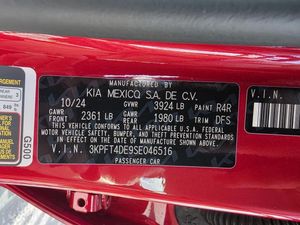 MANUFACTURED BY
KIA MEXICO, S.A. DE C.V.
10/24 GVWR 3924 LB PAINT R4R
GAWR 2361 LB GAWR 1980 LB TRIM DFS
THIS VEHICLE CONFORMS TO ALL APPLICABLE
U.S. FEDERAL MOTOR VEHICLE
SAFETY, BUMPER, AND THEFT PREVENTION STANDARDS
IN EFFECT ON THE DATE OF MANUFACTURE SHOWN ABOVE.
V.I.N. 3KPFT4DE9SE046516
PASSENGER CAR
V.I.N.
G500
3
849